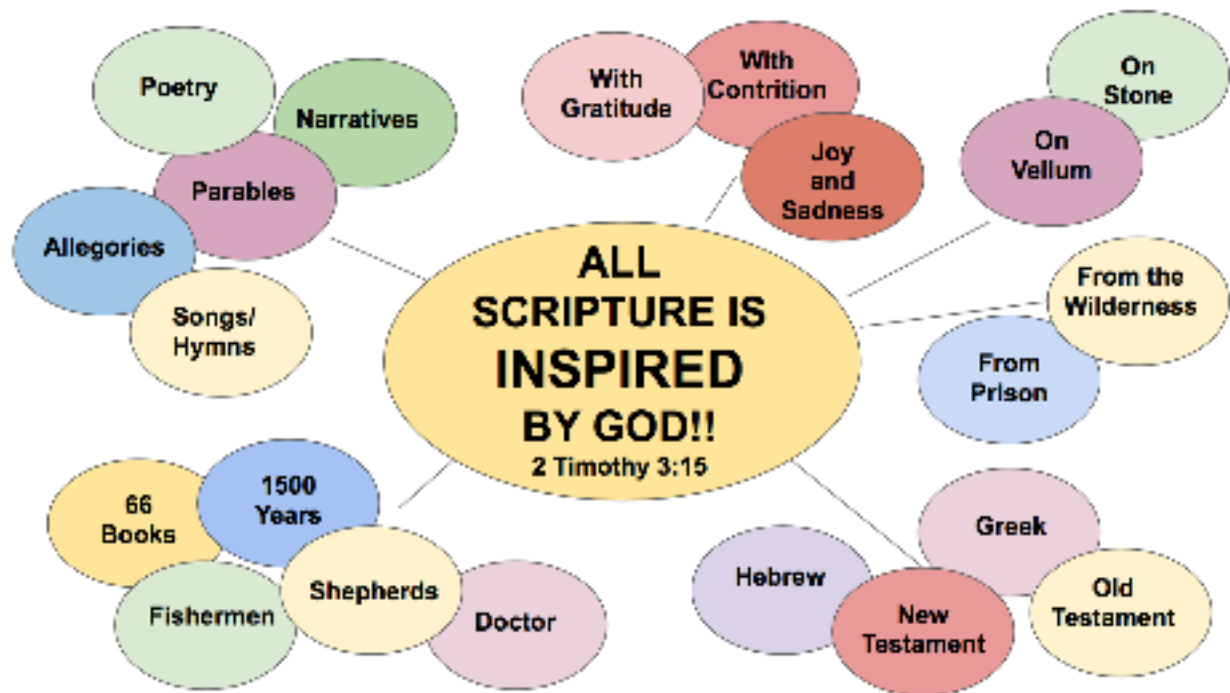 Poetry
Narratives
Parables
Allegories
Songs/
Hymns
With
Gratitude
With
Contrition
Joy
and
Sadness
On
Stone
On
Vellum
From the
Wilderness
From
Prison
ALL
SCRIPTURE IS
INSPIRED
BY GOD!!
2 Timothy 3:15
66
Books
1500
Years
Fishermen
Shepherds
Doctor
Hebrew
New
Testament
Greek
Old
Testament